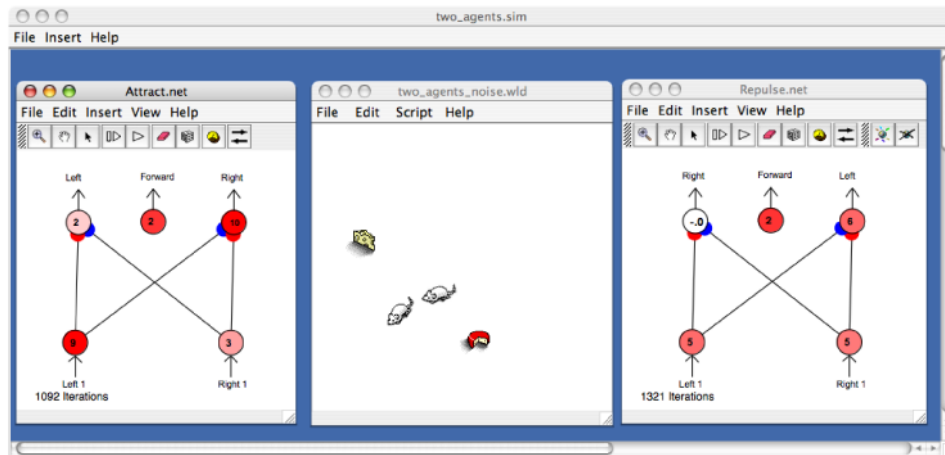 two_agents.sim
File Insert Help
Attract.net
File Edit Insert View Help
Left Forward Right
2 2 10
9 3
Left 1 Right 1
1092 Iterations
two_agents_noise.wld
File Edit Script Help
Repulse.net
File Edit Insert View Help
Right Forward Left
-.0 2 6
5 5
Left 1 Right 1
1321 Iterations